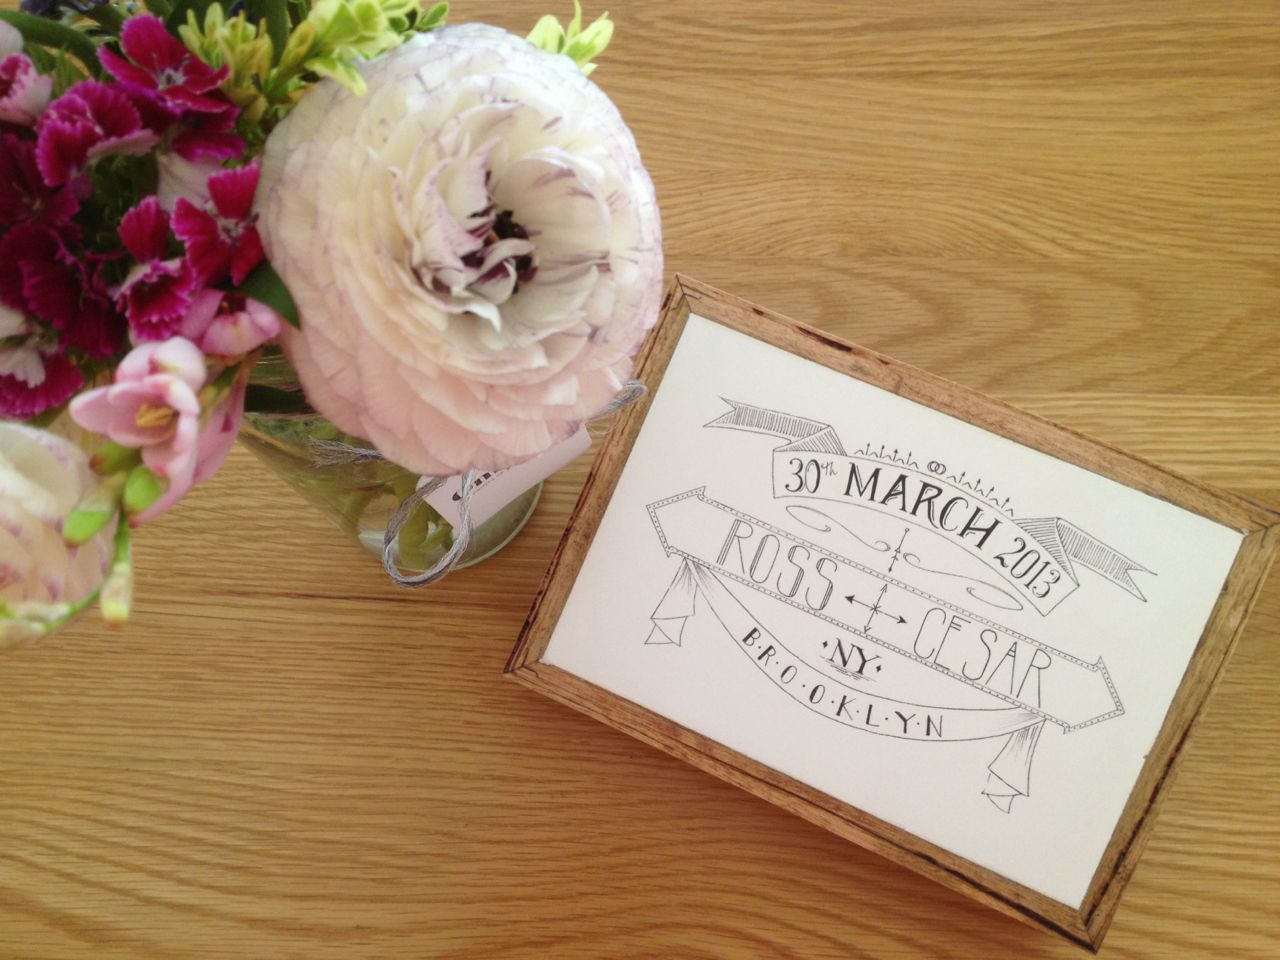 30th MARCH 2013
ROSS CESAR
NY
B·R·O·O·K·L·Y·N